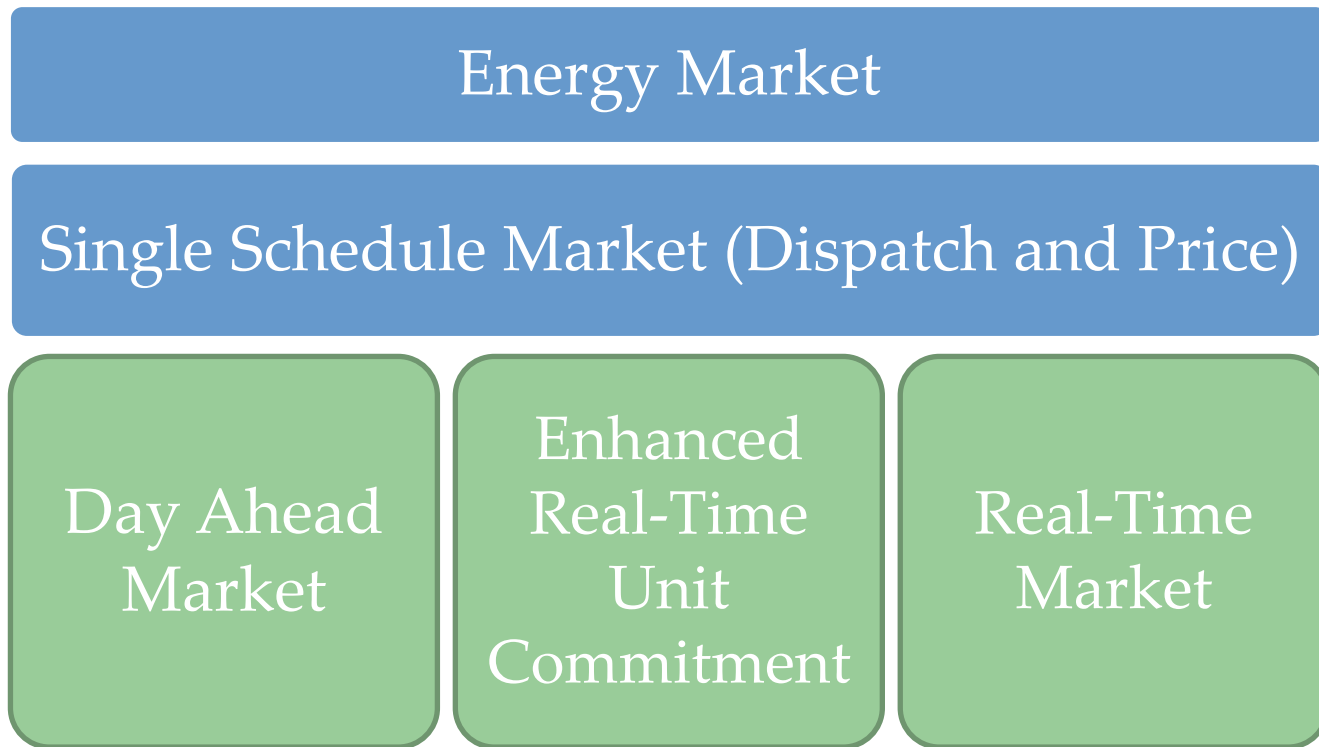 Energy Market
Single Schedule Market (Dispatch and Price)
Day Ahead
Market
Enhanced
Real-Time
Unit
Commitment
Real-Time
Market